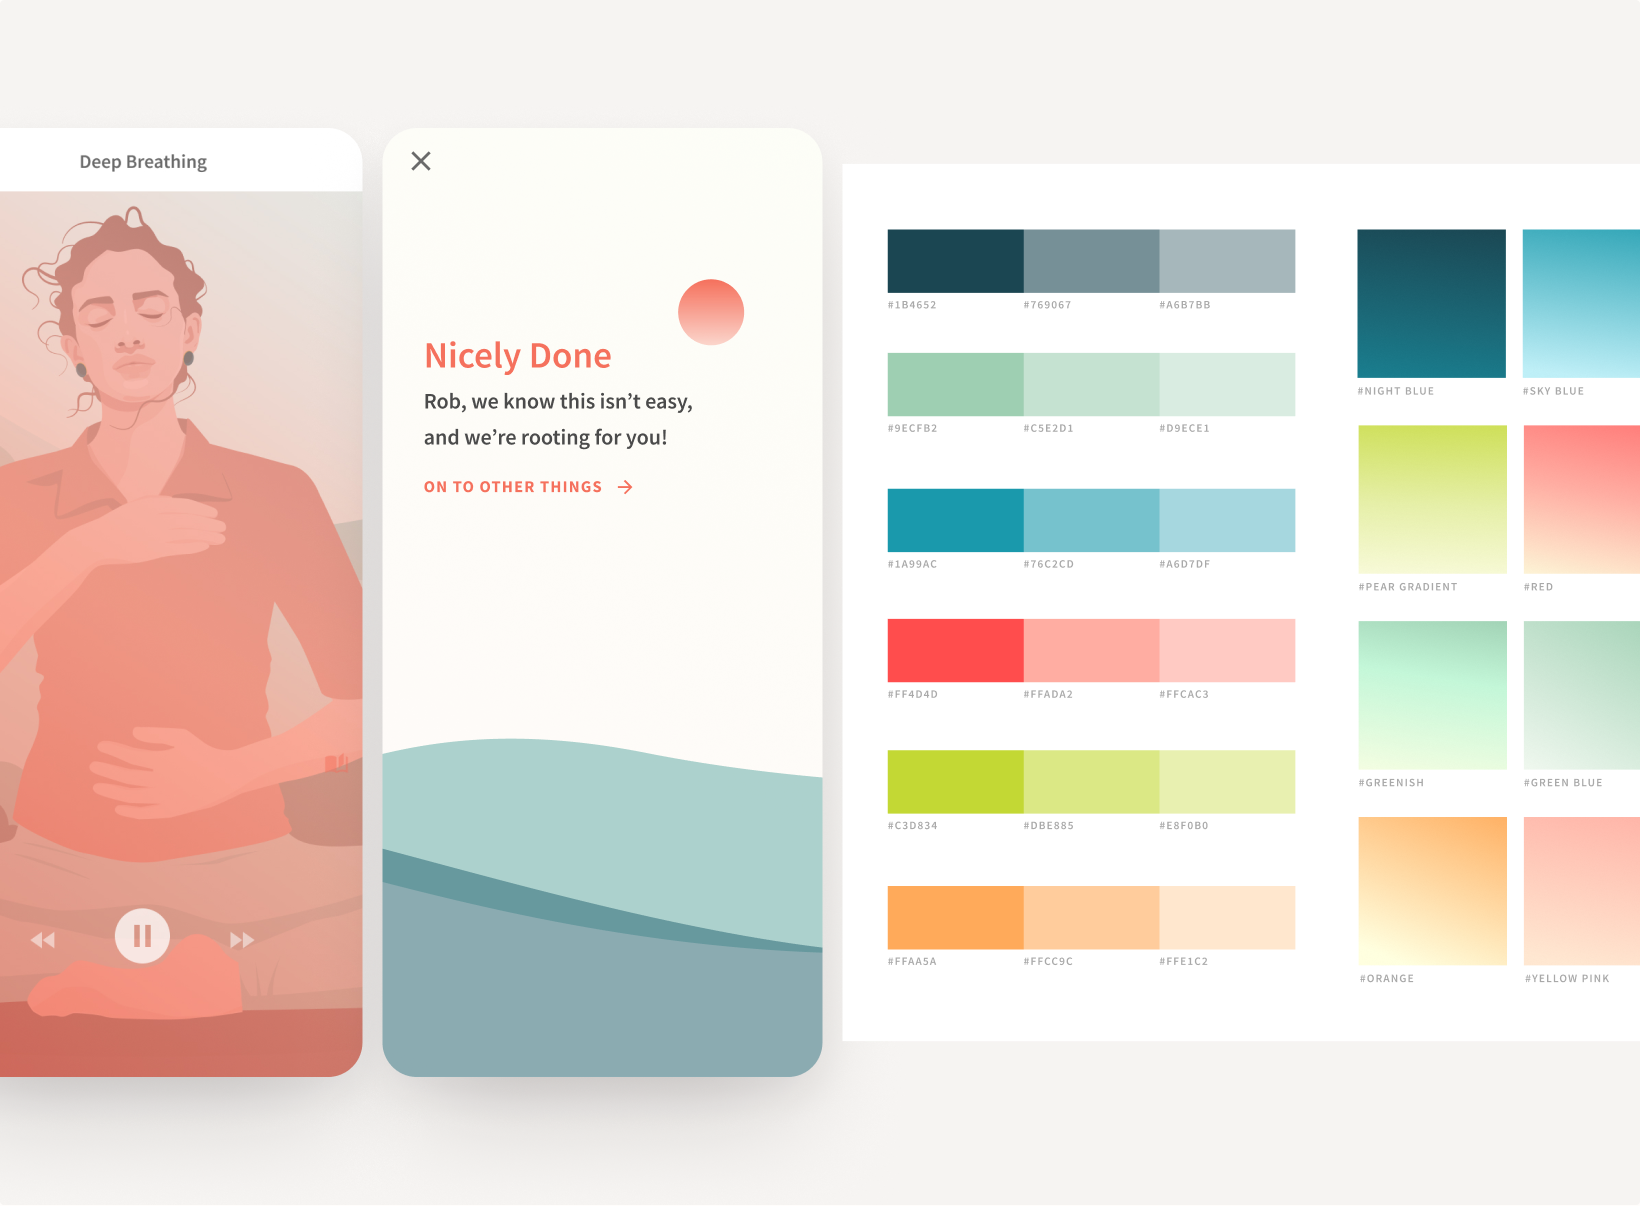 Deep Breathing
Nicely Done
Rob, we know this isn’t easy,
and we’re rooting for you!
ON TO OTHER THINGS
#1B4652 #769067 #A6B7BB
#9ECFB2 #C5E2D1 #D9ECE1
#1A99AC #76C2CD #A6D7DF
#FF4D4D #FFADA2 #FFCAC3
#C3D834 #DBE885 #E8F0B0
#FFAA5A #FFCC9C #FFE1C2
#NIGHT BLUE #SKY BLUE
#PEAR GRADIENT #RED
#GREENISH #GREEN BLUE
#ORANGE #YELLOW PINK